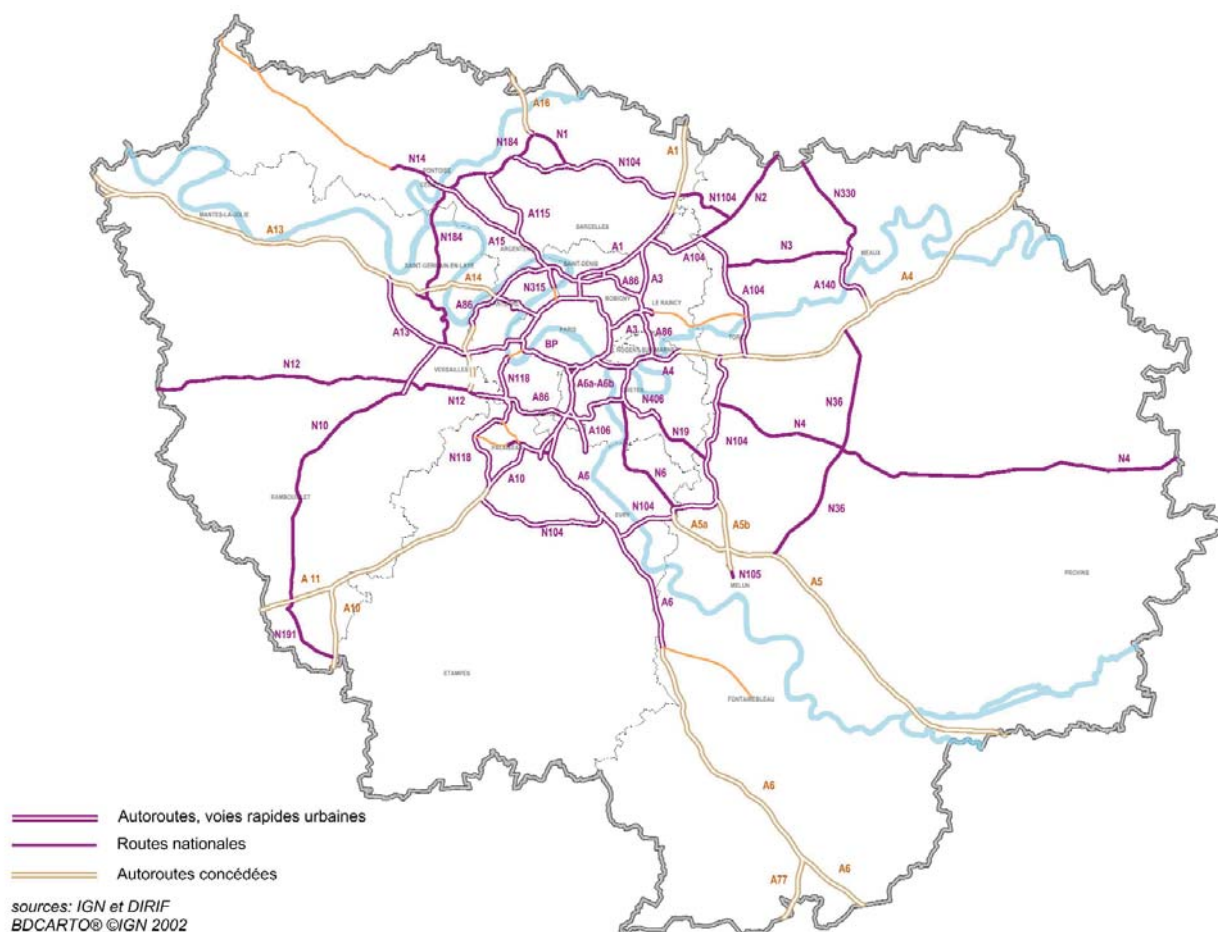 A16
N1
N184
A1
N14
PONTOISE
N104
N1104
N2
N330
MANTES-LA-JOLIE
A13
N184
A115
SARCELLES
A15
A1
N3
MEAUX
SAINT-GERMAIN-EN-LAYE
SAINT-DENIS
A104
A14
N315
A86
A3
A140
A4
A86
BOBIGNY
LE RAINCY
A104
A13
PARIS
A3
A86
BP
VERSAILLES
A4
N12
N118
A6a-A6b
N12
A86
N406
N36
N10
A106
N19
N104
N4
N4
N118
A10
A6
N6
RAMBOUILLET
N104
N36
N104
EVRY
A5a
A5b
N105
MELUN
A5
PROVINS
A 11
A10
A6
N191
ETAMPES
FONTAINEBLEAU
A6
A77
A6
Autoroutes, voies rapides urbaines
Routes nationales
Autoroutes concédées
sources: IGN et DIRIF
BDCARTO® ©IGN 2002